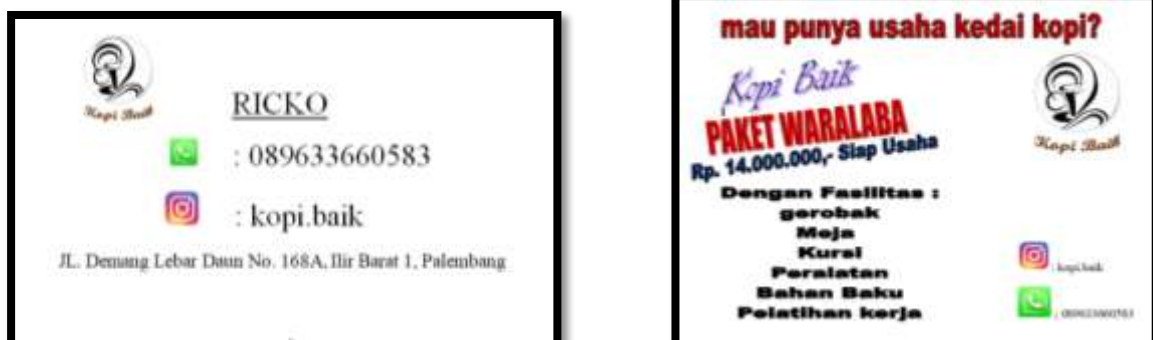 Kopi Baik
RICKO
: 089633660583
: kopi.baik
JL. Demang Lebar Daun No. 168A, Ilir Barat 1, Palembang
mau punya usaha kedai kopi?
Kopi Baik
PAKET WARALABA
Rp. 14.000.000,- Siap Usaha
Kopi Baik
Dengan Fasilitas :
gerobak
Meja
Kursi
Peralatan
Bahan Baku
Pelatihan kerja
: kopi.baik
: 089633660583